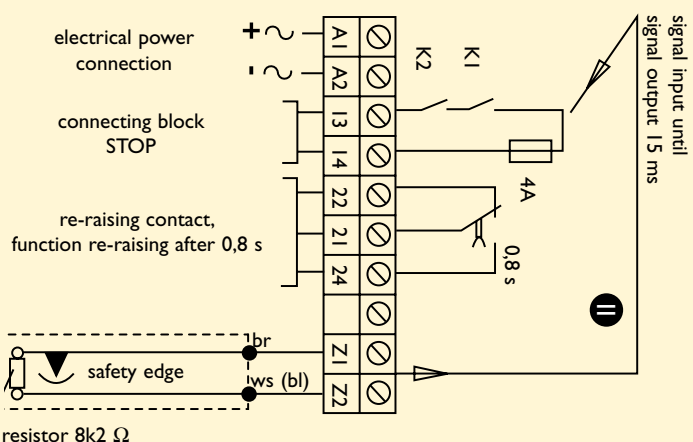 electrical power
connection
+
-
connecting block
STOP
re-raising contact,
function re-raising after 0,8 s
br
safety edge
ws (bl)
resistor 8k2 Ω
A1
A2
13
14
22
21
24
Z1
Z2
K2
K1
4A
0,8 s
signal input until
signal output 15 ms
II